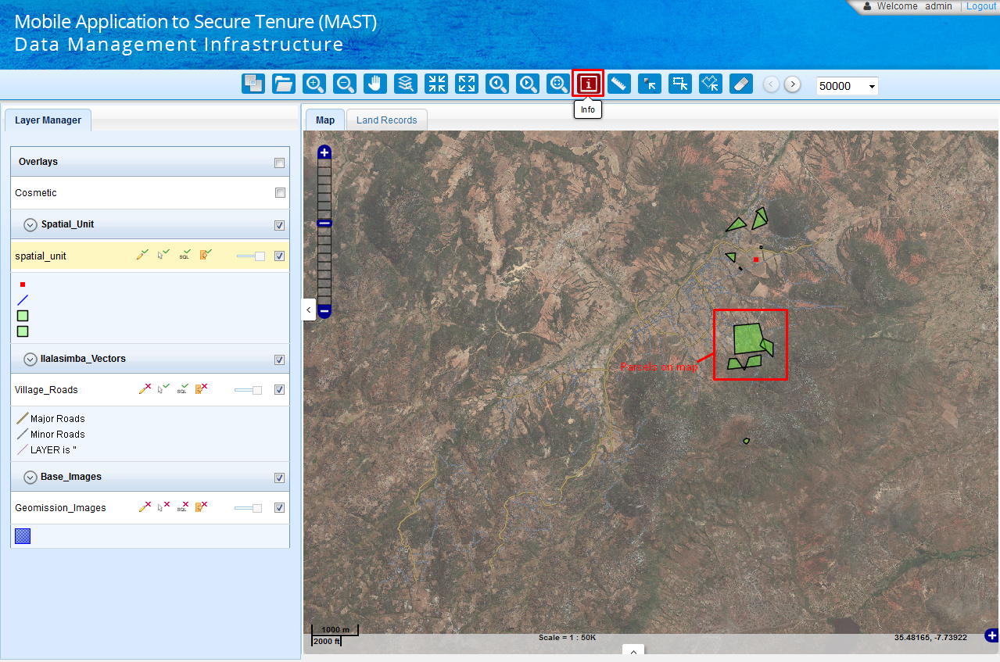 Welcome admin | Logout
Mobile Application to Secure Tenure (MAST)
Data Management Infrastructure
50000
Info
Layer Manager
Map
Land Records
Overlays
Cosmetic
Spatial_Unit
spatial_unit
SQL
Ilalasimba_Vectors
Village_Roads
SQL
Major Roads
Minor Roads
LAYER is "
Base_Images
Geomission_Images
SQL
Parcels on map
1000 m
2000 ft
Scale = 1 : 50K
35.48165, -7.73922